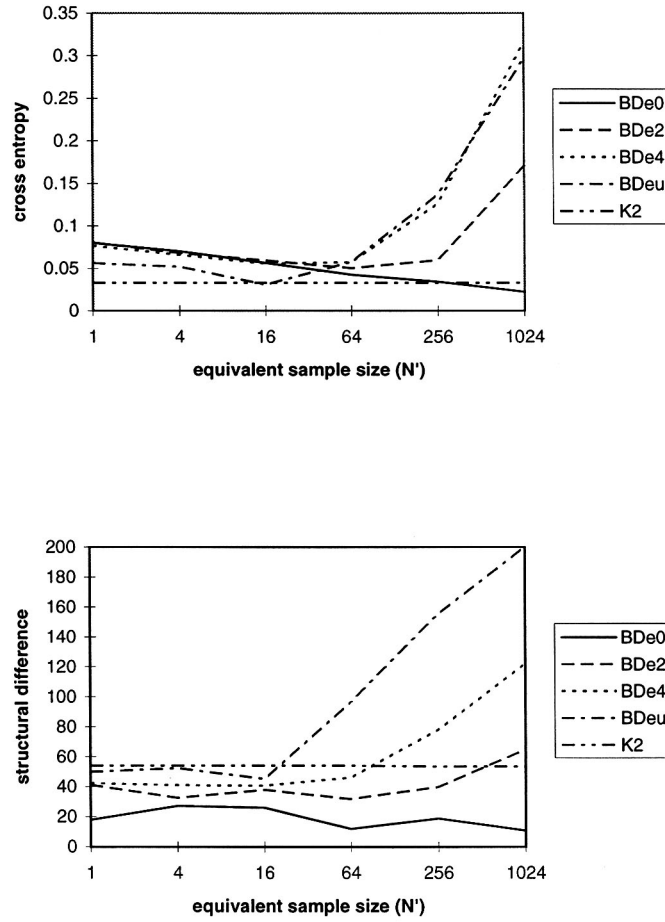 0.35
0.3
0.25
0.2
0.15
0.1
0.05
0
cross entropy
1 4 16 64 256 1024
equivalent sample size (N')
BDe0
BDe2
BDe4
BDeu
K2
200
180
160
140
120
100
80
60
40
20
0
structural difference
1 4 16 64 256 1024
equivalent sample size (N')
BDe0
BDe2
BDe4
BDeu
K2